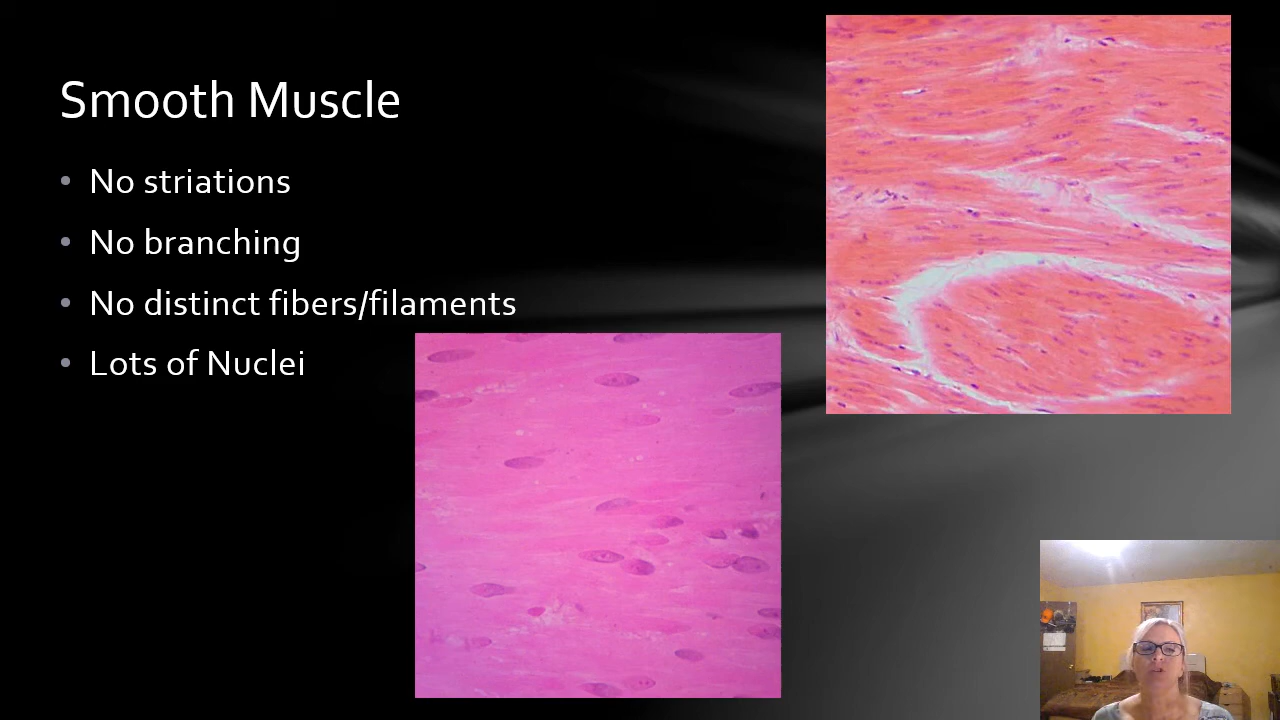 Smooth Muscle
• No striations
• No branching
• No distinct fibers/filaments
• Lots of Nuclei